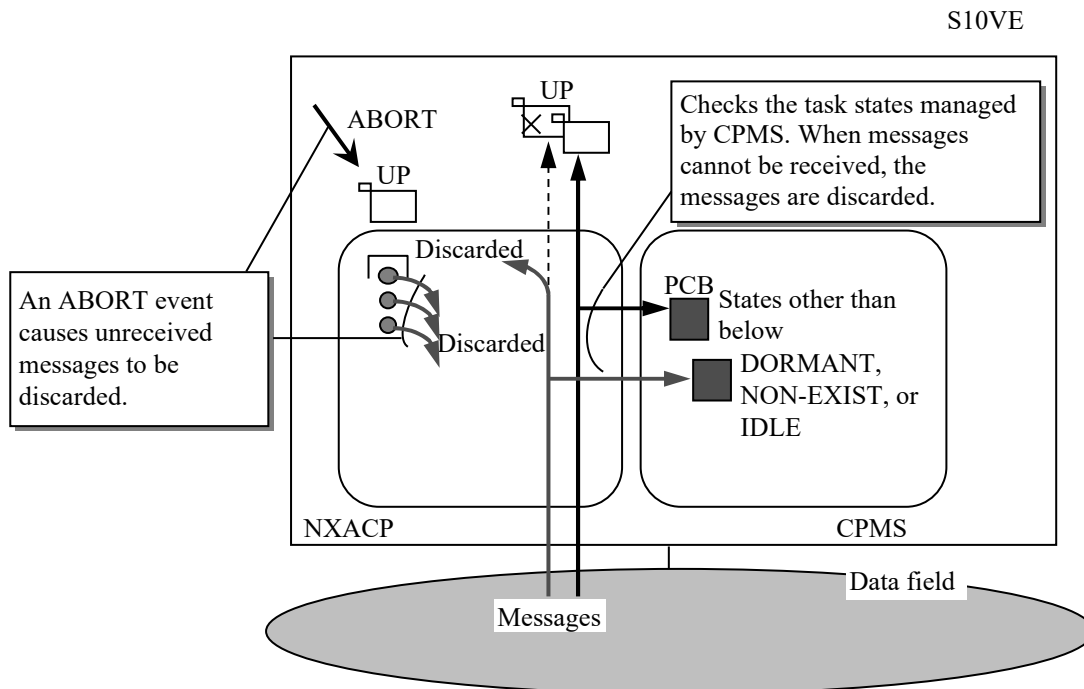 S10VE
UP
ABORT
UP
Checks the task states managed
by CPMS. When messages
cannot be received, the
messages are discarded.
An ABORT event
causes unreceived
messages to be
discarded.
Discarded
Discarded
PCB
States other than
below
DORMANT,
NON-EXIST, or
IDLE
NXACP
CPMS
Data field
Messages